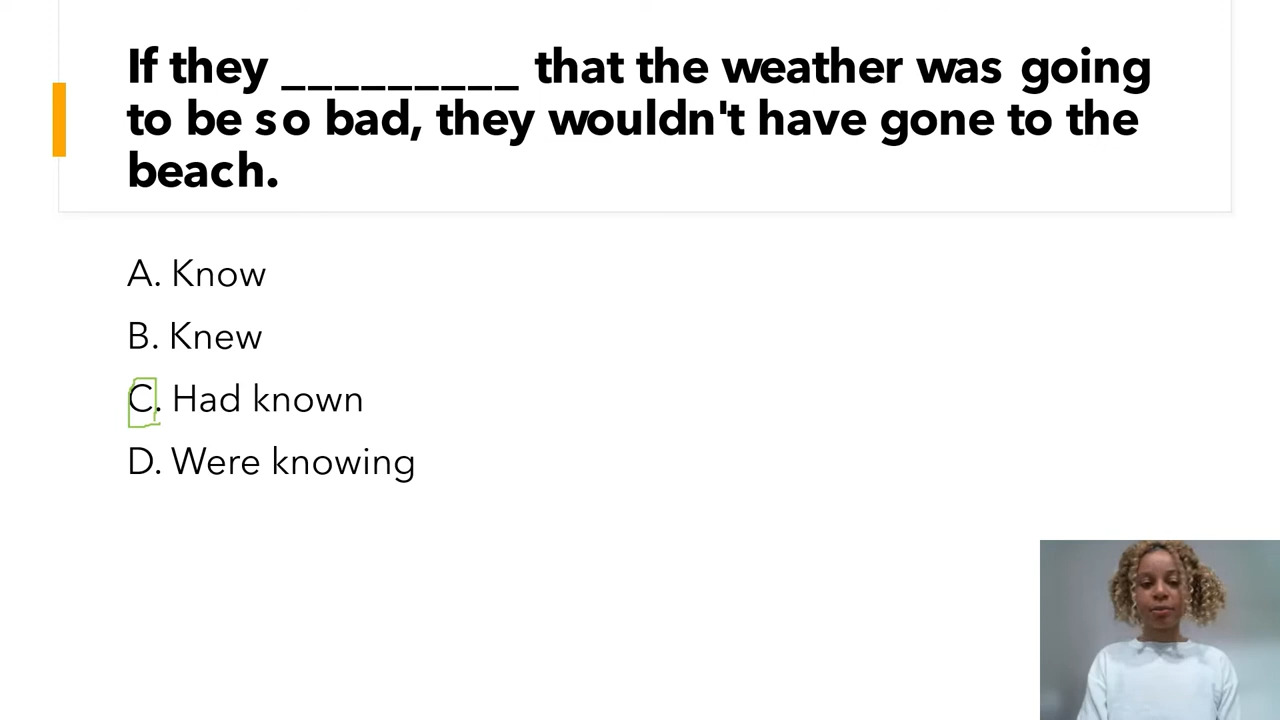 If they _________ that the weather was going
to be so bad, they wouldn't have gone to the
beach.
A. Know
B. Knew
C. Had known
D. Were knowing